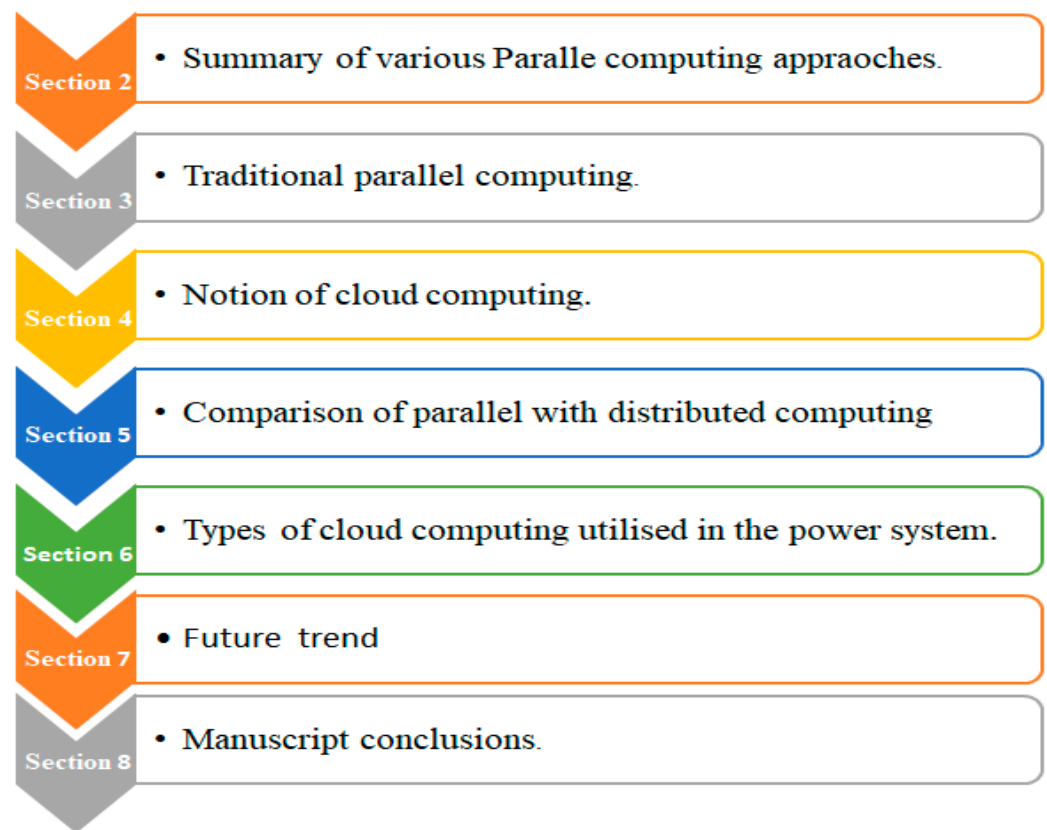 Section 2
• Summary of various Paralle computing appraoches.
Section 3
• Traditional parallel computing.
Section 4
• Notion of cloud computing.
Section 5
• Comparison of parallel with distributed computing
Section 6
• Types of cloud computing utilised in the power system.
Section 7
• Future trend
Section 8
• Manuscript conclusions.